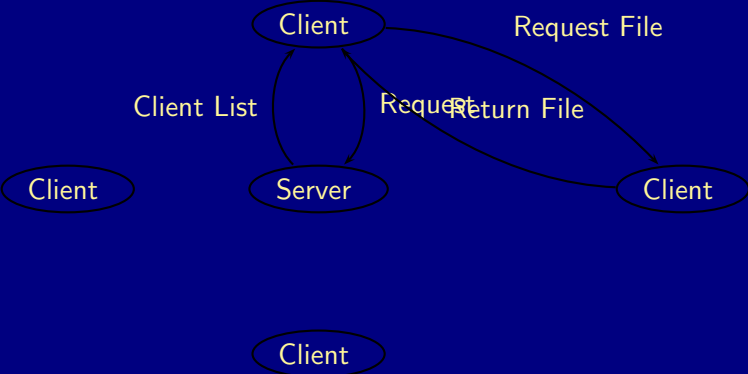 Client
Request File
Client List
Request
Return File
Client
Server
Client
Client